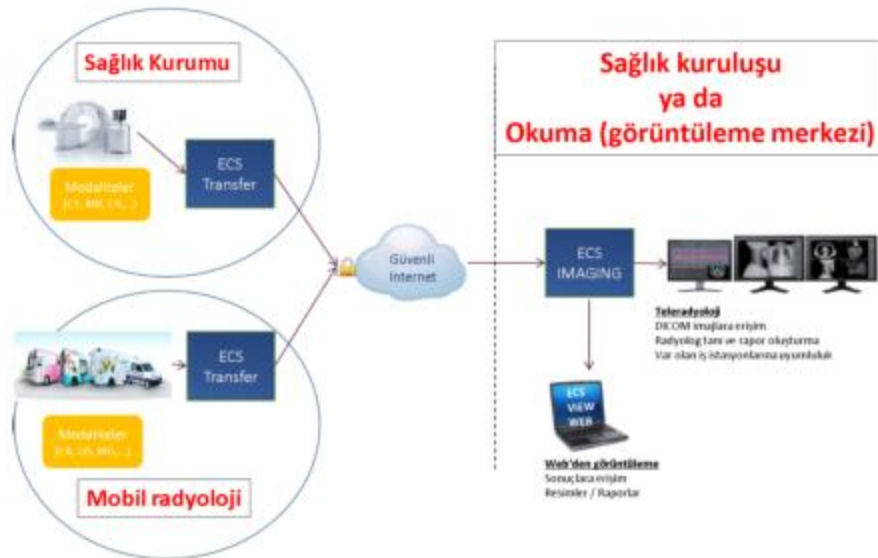 Sağlık Kurumu
ECS
Transfer
Modaliteler
(CT, MR, CR,...)
Güvenli
Internet
ECS
Transfer
Modaliteler
Mobil radyoloji
Sağlık kuruluşu
ya da
Okuma (görüntüleme merkezi)
ECS
IMAGING
Teleradyoloji
DICOM imajlara erişim
Radyolog tanı ve rapor oluşturma
Var olan iş istasyonlarına uyumluluk
ECS
VIEW
WEB
Web'den görüntüleme
Sonuçlara erişim
Resimler / Raporlar